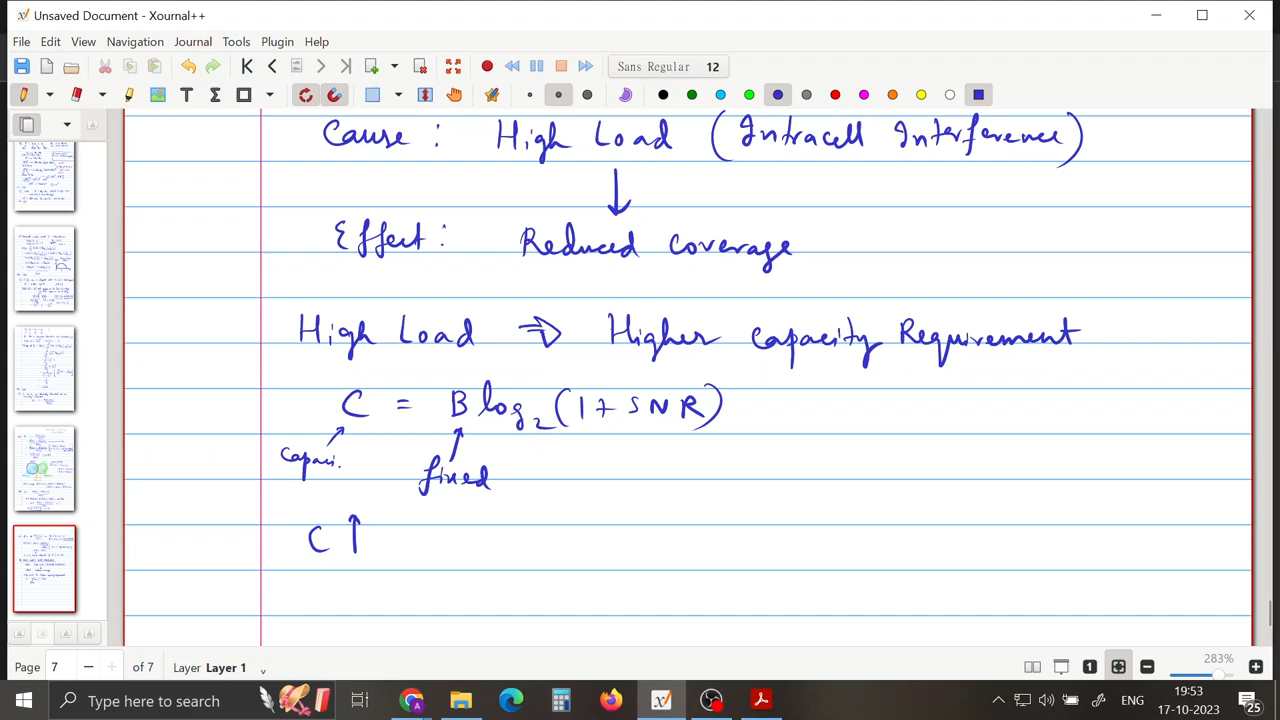 Unsaved Document - Xournal++
File Edit View Navigation Journal Tools Plugin Help
Sans Regular 12
Cause : High Load (Intracell Interference)
↓
Effect : Reduced coverage
High Load ⇒ Higher Capacity Requirement
C = B log2 (1 + SNR)
Capaci. fixed
C ↑
Page 7 of 7 Layer Layer 1 283%
Type here to search ENG 19:53
17-10-2023 25